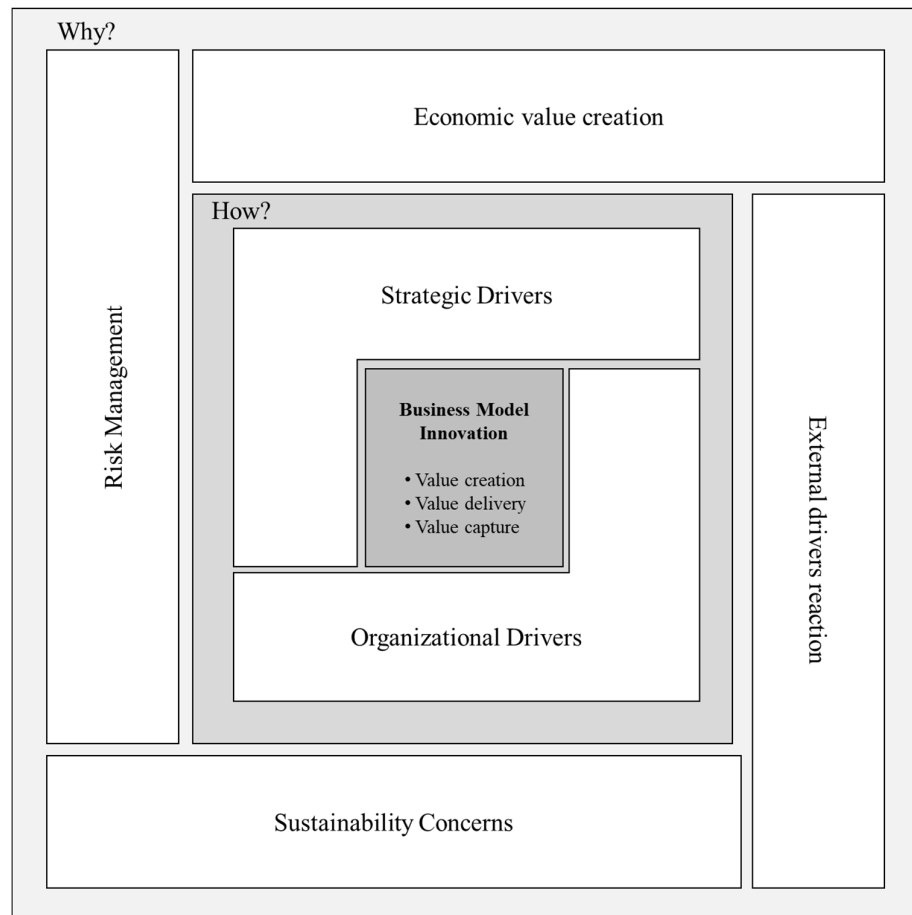 Why?
Economic value creation
Risk Management
How?
Strategic Drivers
Business Model
Innovation
• Value creation
• Value delivery
• Value capture
Organizational Drivers
External drivers reaction
Sustainability Concerns